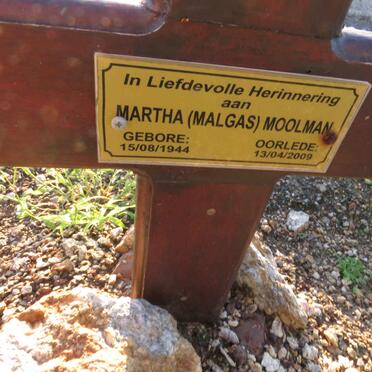 In Liefdevolle Herinnering
aan
MARTHA (MALGAS) MOOLMAN
GEBORE: OORLEDE:
15/08/1944 13/04/2009